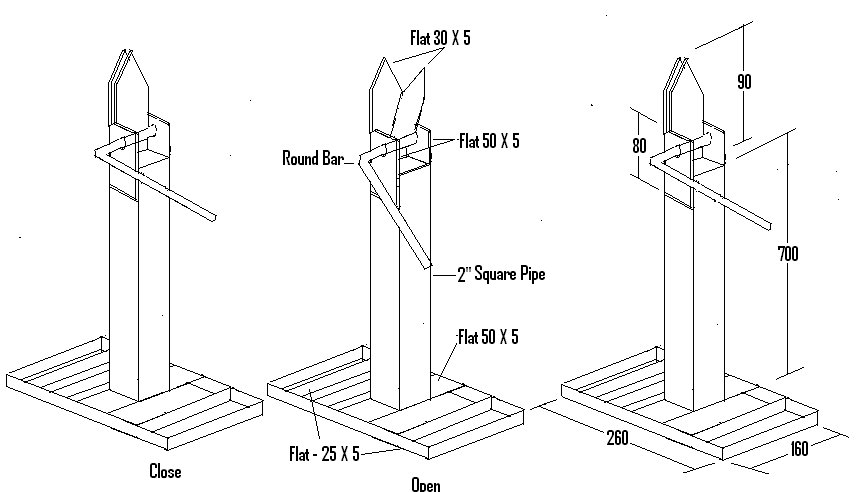 Flat 30 X 5
90
80
Flat 50 X 5
Round Bar
700
2" Square Pipe
Flat 50 X 5
260
160
Flat - 25 X 5
Close
Open